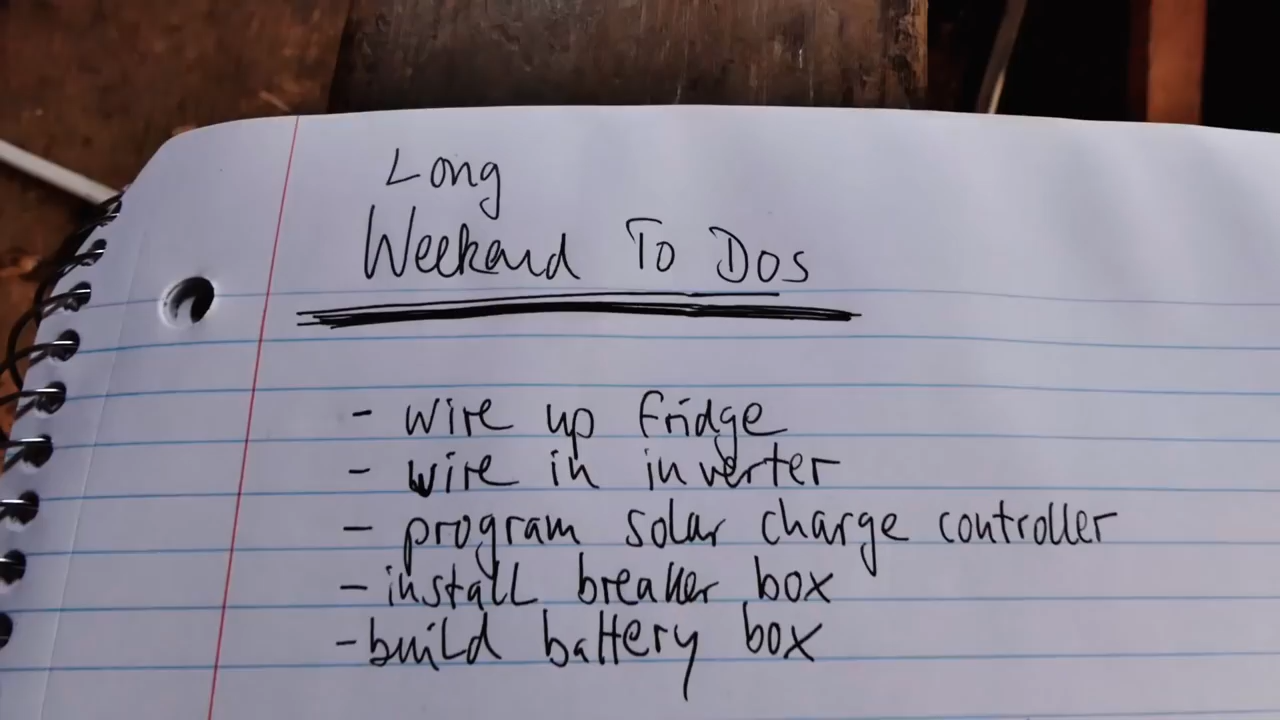 Long
Weekend To Dos
- wire up fridge
- wire in inverter
- program solar charge controller
- install breaker box
- build battery box